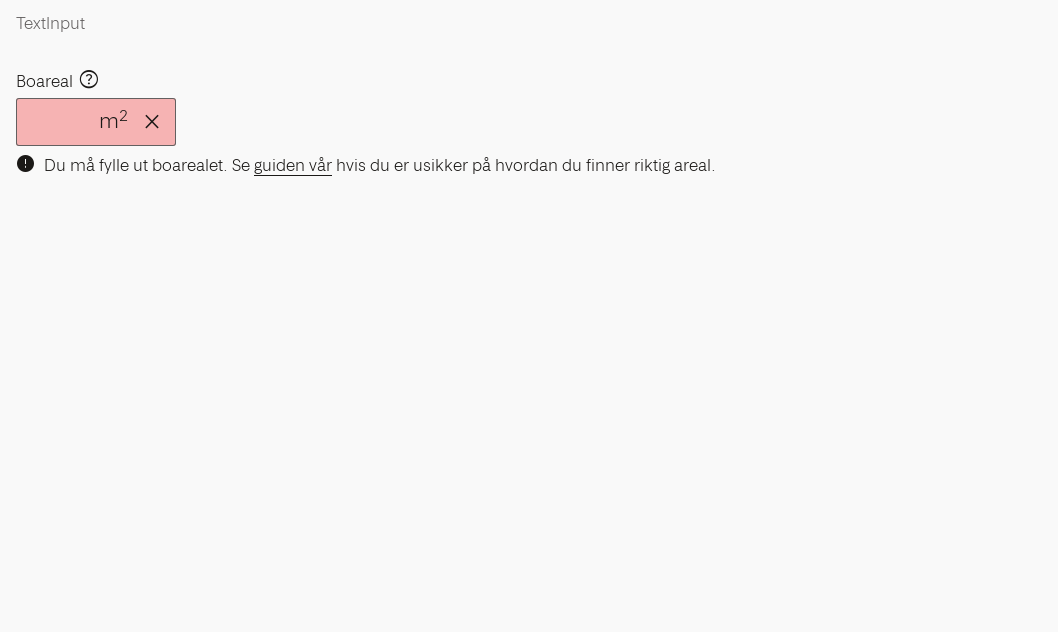 TextInput
Boareal
m²
Du må fylle ut boarealet. Se guiden vår hvis du er usikker på hvordan du finner riktig areal.